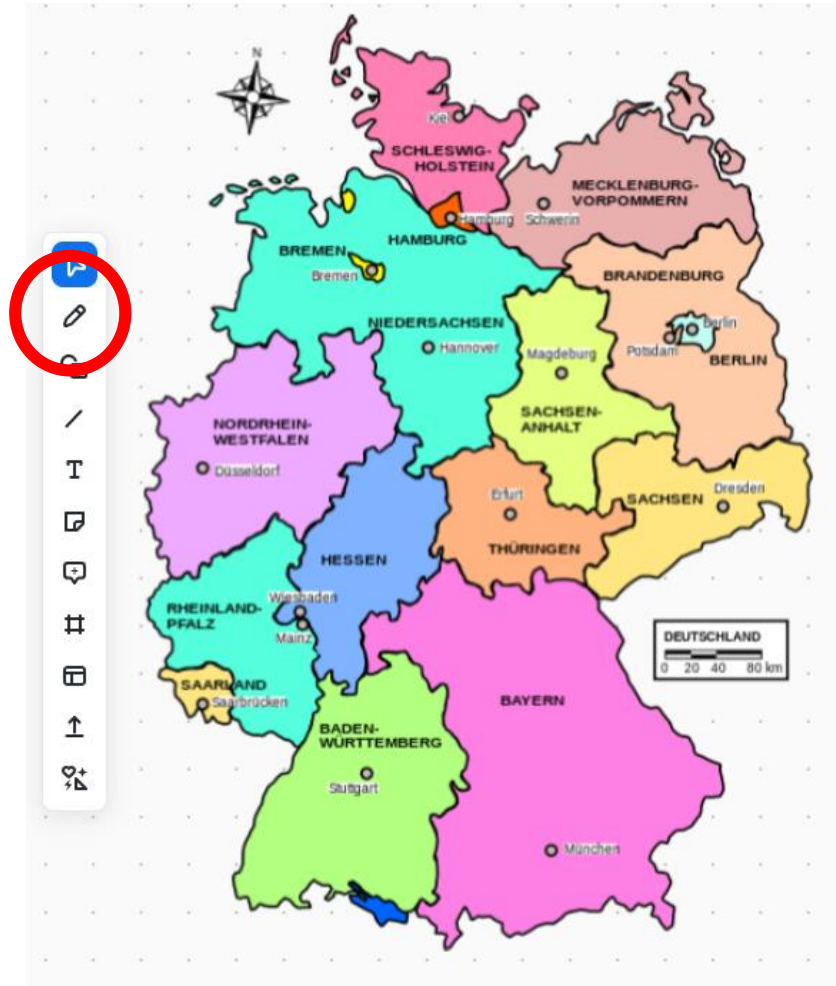 N
Kiel
SCHLESWIG-
HOLSTEIN
MECKLENBURG-
VORPOMMERN
Hamburg
Schwerin
HAMBURG
BREMEN
Bremen
BRANDENBURG
NIEDERSACHSEN
Berlin
Hannover
Magdeburg
Potsdam
BERLIN
NORDRHEIN-
WESTFALEN
SACHSEN-
ANHALT
Düsseldorf
T
Erfurt
Dresden
SACHSEN
THÜRINGEN
HESSEN
Wiesbaden
RHEINLAND-
PFALZ
Mainz
DEUTSCHLAND
0 20 40 80 km
SAARLAND
Saarbrücken
BAYERN
BADEN-
WÜRTTEMBERG
Stuttgart
München